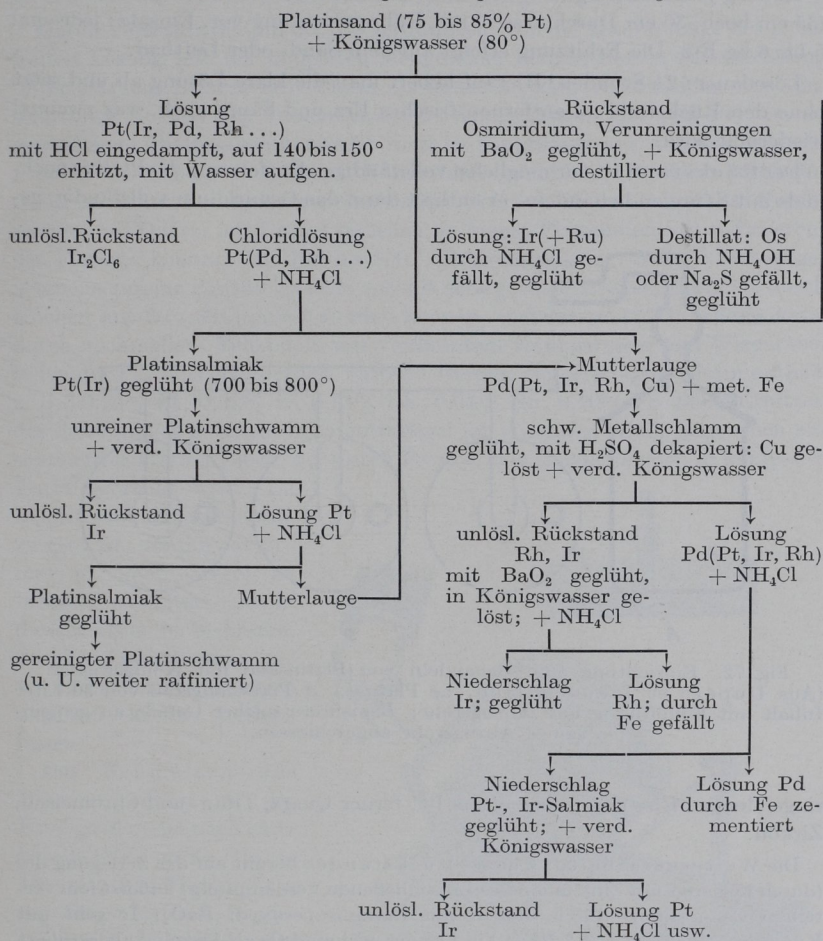 Platinsand (75 bis 85% Pt)
+ Königswasser (80°)
Lösung
Pt(Ir, Pd, Rh . . .)
mit HCl eingedampft, auf 140 bis 150°
erhitzt, mit Wasser aufgen.
Rückstand
Osmiridium, Verunreinigungen
mit BaO₂ geglüht, + Königswasser,
destilliert
unlösl. Rückstand
Ir₂Cl₆
Chloridlösung
Pt(Pd, Rh . . .)
+ NH₄Cl
Lösung: Ir(+Ru)
durch NH₄Cl ge-
fällt, geglüht
Destillat: Os
durch NH₄OH
oder Na₂S gefällt,
geglüht
Platinsalmiak
Pt(Ir) geglüht (700 bis 800°)
unreiner Platinschwamm
+ verd. Königswasser
Mutterlauge
Pd(Pt, Ir, Rh, Cu) + met. Fe
schw. Metallschlamm
geglüht, mit H₂SO₄ dekapiert: Cu ge-
löst + verd. Königswasser
unlösl. Rückstand
Ir
Lösung Pt
+ NH₄Cl
Platinsalmiak
geglüht
Mutterlauge
gereinigter Platinschwamm
(u. U. weiter raffiniert)
unlösl. Rückstand
Rh, Ir
mit BaO₂ geglüht,
in Königswasser ge-
löst; + NH₄Cl
Lösung
Pd(Pt, Ir, Rh)
+ NH₄Cl
Niederschlag
Ir; geglüht
Lösung
Rh; durch
Fe gefällt
Niederschlag
Pt-, Ir-Salmiak
geglüht; + verd.
Königswasser
Lösung Pd
durch Fe ze-
mentiert
unlösl. Rückstand
Ir
Lösung Pt
+ NH₄Cl usw.